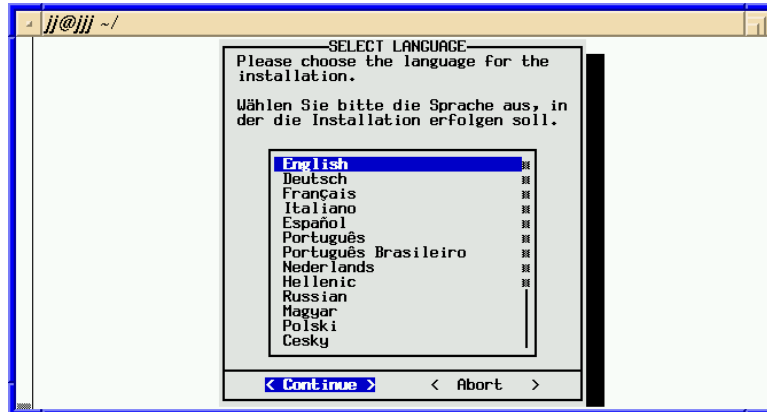 jj@jjj ~/
SELECT LANGUAGE
Please choose the language for the
installation.
Wählen Sie bitte die Sprache aus, in
der die Installation erfolgen soll.
English
Deutsch
Français
Italiano
Español
Português
Português Brasileiro
Nederlands
Hellenic
Russian
Magyar
Polski
Cesky
< Continue > < Abort >